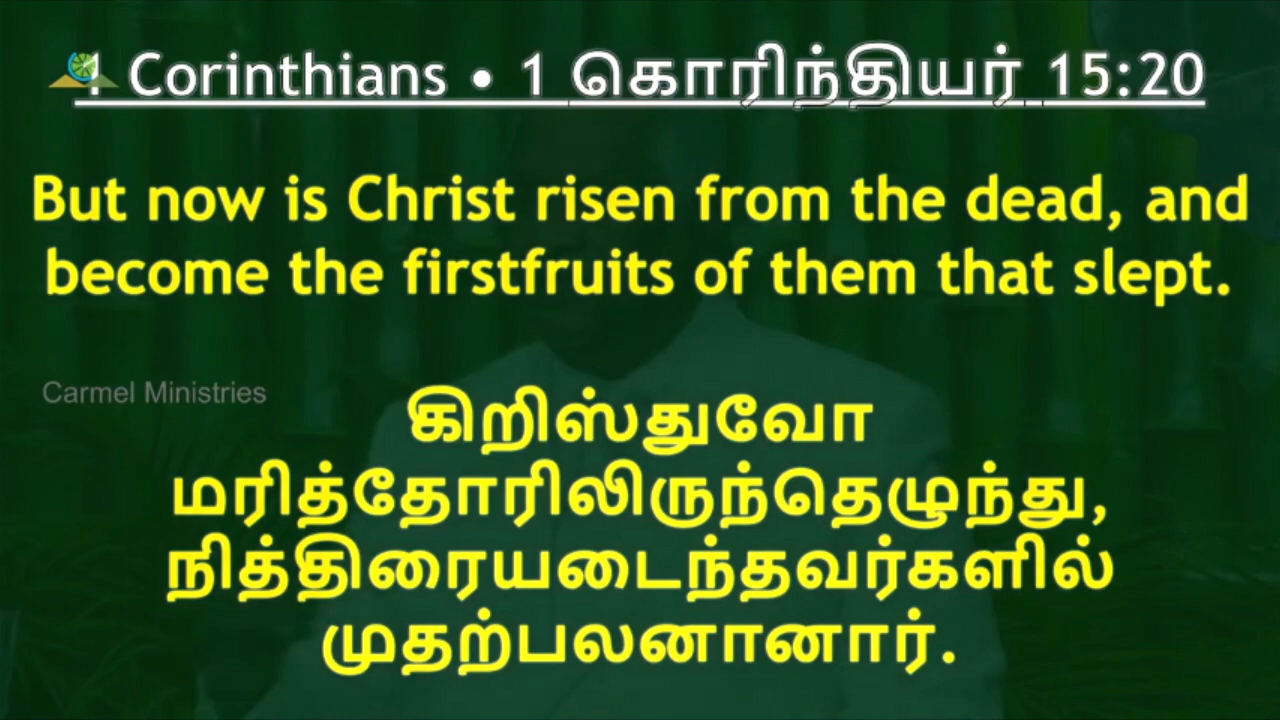 1 Corinthians • 1 கொரிந்தியர் 15:20
But now is Christ risen from the dead, and
become the firstfruits of them that slept.
Carmel Ministries
கிறிஸ்துவோ
மரித்தோரிலிருந்தெழுந்து,
நித்திரையடைந்தவர்களில்
முதற்பலனானார்.